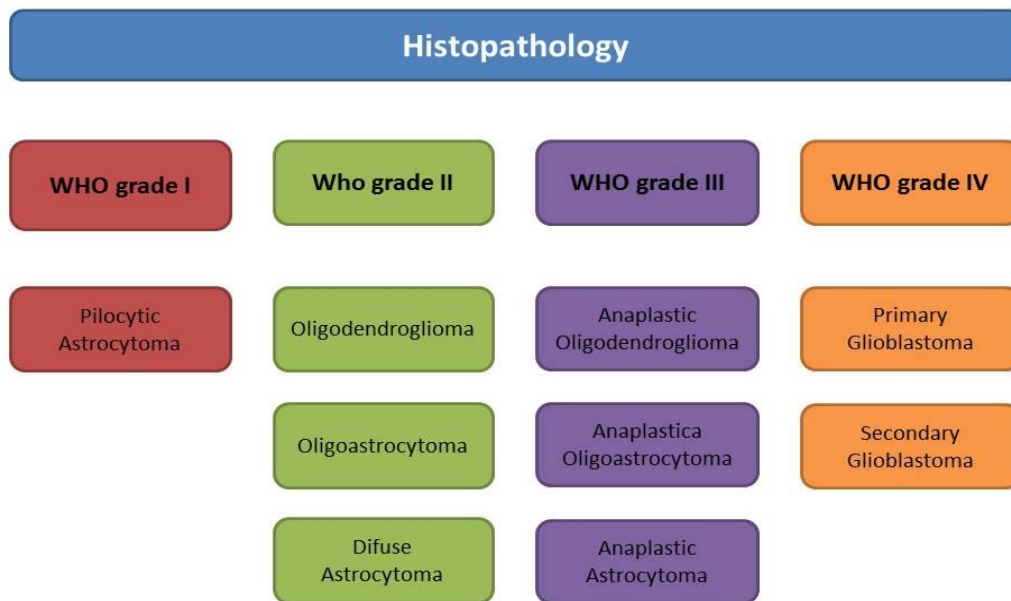 Histopathology
WHO grade I
Who grade II
WHO grade III
WHO grade IV
Pilocytic
Astrocytoma
Oligodendroglioma
Anaplastic
Oligodendroglioma
Primary
Glioblastoma
Oligoastrocytoma
Anaplastica
Oligoastrocytoma
Secondary
Glioblastoma
Difuse
Astrocytoma
Anaplastic
Astrocytoma